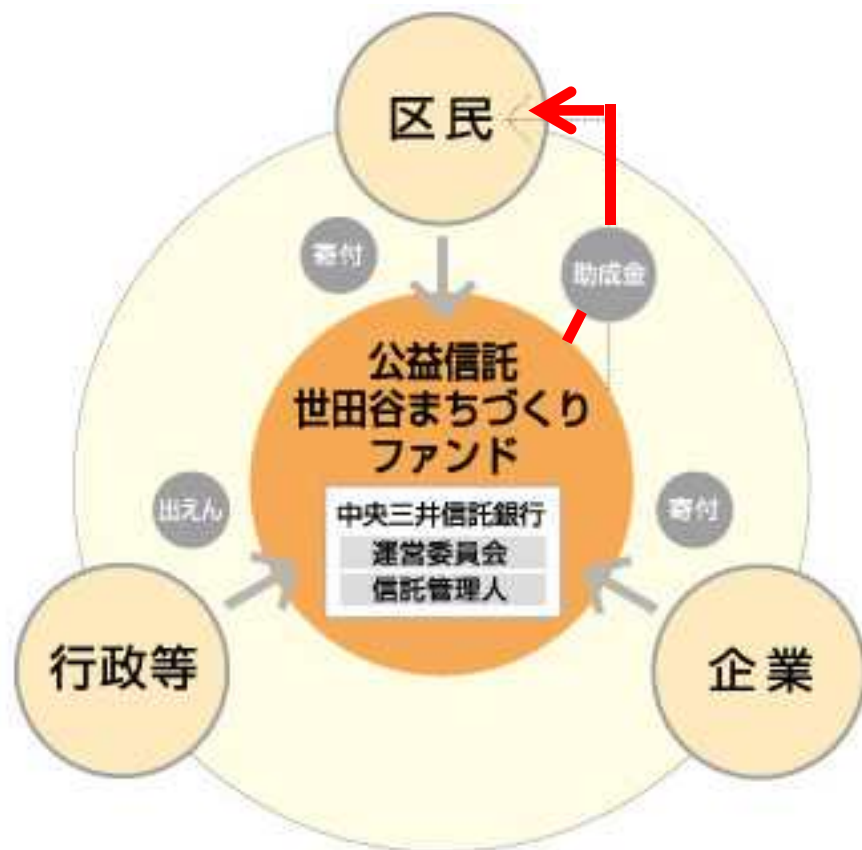 区民
寄付
助成金
公益信託
世田谷まちづくり
ファンド
中央三井信託銀行
運営委員会
信託管理人
出えん
寄付
行政等
企業